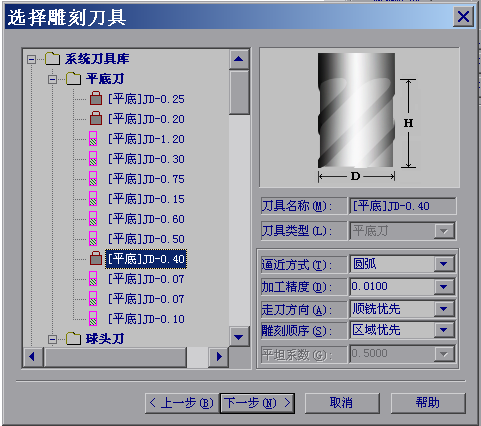 选择雕刻刀具
系统刀具库
平底刀
[平底]JD-0.25
[平底]JD-0.20
[平底]JD-1.20
[平底]JD-0.30
[平底]JD-0.75
[平底]JD-0.15
[平底]JD-0.60
[平底]JD-0.50
[平底]JD-0.40
[平底]JD-0.07
[平底]JD-0.07
[平底]JD-0.10
球头刀
H
D
刀具名称(M): [平底]JD-0.40
刀具类型(L): 平底刀
逼近方式(T): 圆弧
加工精度(D): 0.0100
走刀方向(A): 顺铣优先
雕刻顺序(S): 区域优先
平坦系数(G): 0.5000
< 上一步(B) 下一步(N) > 取消 帮助